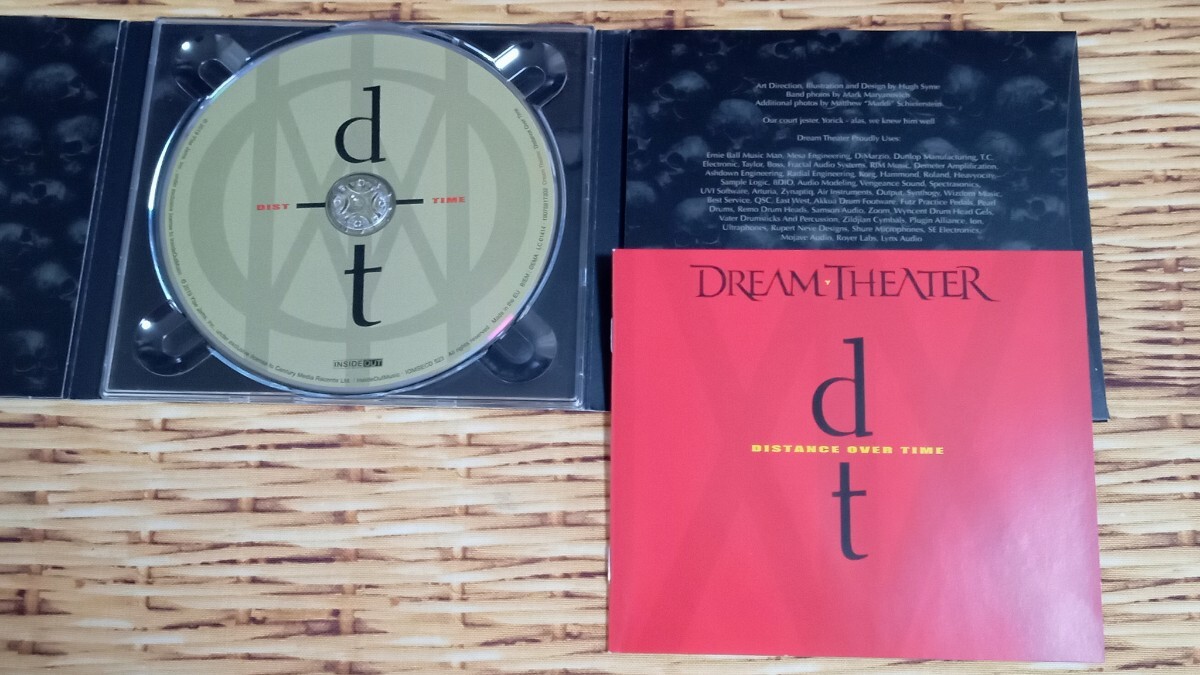 d
DIST TIME
t
INSIDEOUT
Art Direction, Illustration and Design by Hugh Syme
Band photos by Mark Maryanovich
Additional photos by Matthew "Maddi" Schieferstein
Our court jester, Yorick - alas, we knew him well
Dream Theater Proudly Uses:
Ernie Ball Music Man, Mesa Engineering, DiMarzio, Dunlop Manufacturing, T.C.
Electronic, Taylor, Boss, Fractal Audio Systems, RJM Music, Demeter Amplification,
Ashdown Engineering, Radial Engineering, Korg, Hammond, Roland, Heavyocity,
Sample Logic, 8DIO, Audio Modeling, Vengeance Sound, Spectrasonics,
UVI Software, Arturia, Zynaptiq, Air Instruments, Output, Synthogy, Wizdom Music,
Best Service, QSC, East West, Akkua Drum Footware, Futz Practice Pedals, Pearl
Drums, Remo Drum Heads, Samson Audio, Zoom, Wyncent Drum Head Gels,
Vater Drumsticks And Percussion, Zildjian Cymbals, Plugin Alliance, Ion,
Ultraphones, Rupert Neve Designs, Shure Microphones, SE Electronics,
Mojave Audio, Royer Labs, Lynx Audio
DREAM THEATER
d
DISTANCE OVER TIME
t